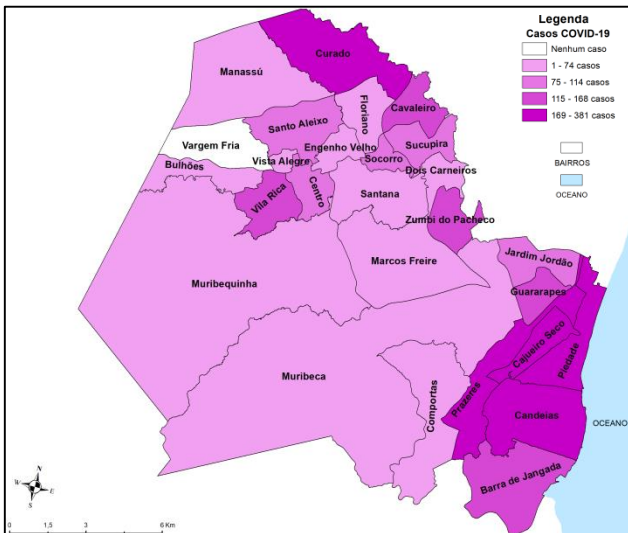 Legenda
Casos COVID-19
Nenhum caso
1 - 74 casos
75 - 114 casos
115 - 168 casos
169 - 381 casos
BAIRROS
OCEANO
Curado
Manassú
Floriano
Cavaleiro
Santo Aleixo
Vargem Fria
Engenho Velho
Sucupira
Vista Alegre
Socorro
Bulhões
Dois Carneiros
Vila Rica
Centro
Santana
Zumbi do Pacheco
Jardim Jordão
Marcos Freire
Muribequinha
Guararapes
Cajueiro Seco
Piedade
Muribeca
Comportas
Prazeres
Candeias
OCEANO
Barra de Jangada
N
W
E
S
0 1,5 3 6 Km